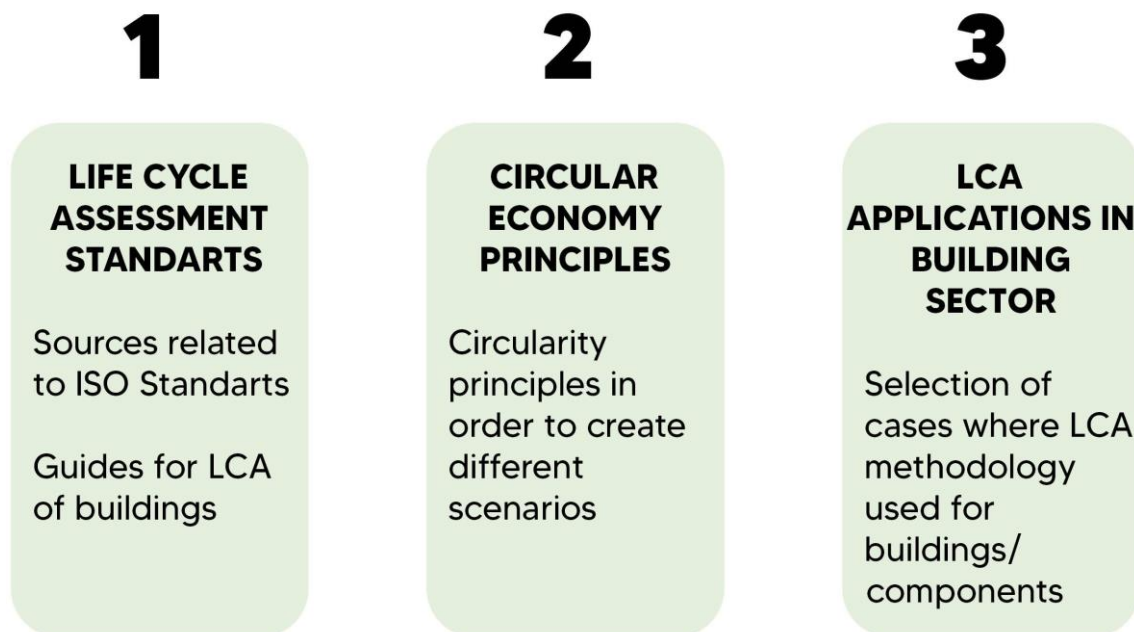 1
LIFE CYCLE
ASSESSMENT
STANDARTS
Sources related
to ISO Standarts
Guides for LCA
of buildings
2
CIRCULAR
ECONOMY
PRINCIPLES
Circularity
principles in
order to create
different
scenarios
3
LCA
APPLICATIONS IN
BUILDING
SECTOR
Selection of
cases where LCA
methodology
used for
buildings/
components